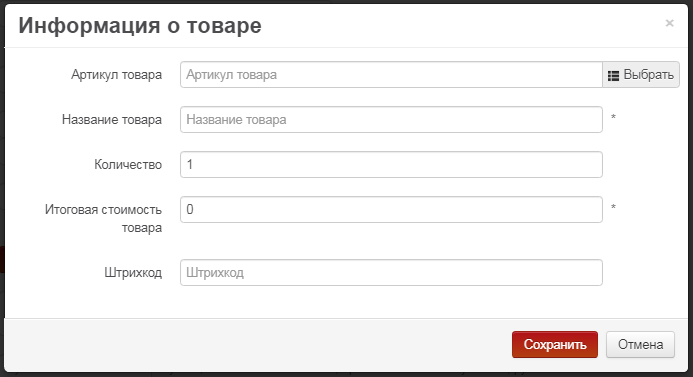 Информация о товаре ×
Артикул товара Артикул товара Выбрать
Название товара Название товара *
Количество 1
Итоговая стоимость 0 *
товара
Штрихкод Штрихкод
Сохранить Отмена